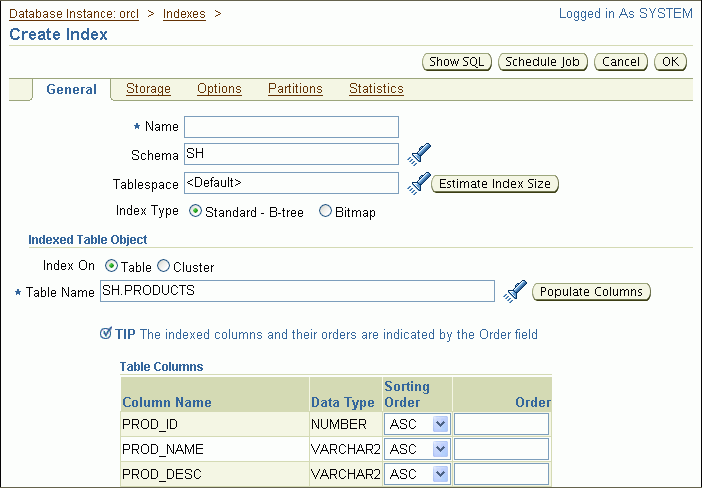 Database Instance: orcl > Indexes > Logged in As SYSTEM
Create Index
Show SQL Schedule Job Cancel OK
General Storage Options Partitions Statistics
* Name
Schema SH
Tablespace <Default> Estimate Index Size
Index Type Standard - B-tree Bitmap
Indexed Table Object
Index On Table Cluster
* Table Name SH.PRODUCTS Populate Columns
TIP The indexed columns and their orders are indicated by the Order field
Table Columns
Column Name Data Type Sorting Order Order
PROD_ID NUMBER ASC
PROD_NAME VARCHAR2 ASC
PROD_DESC VARCHAR2 ASC